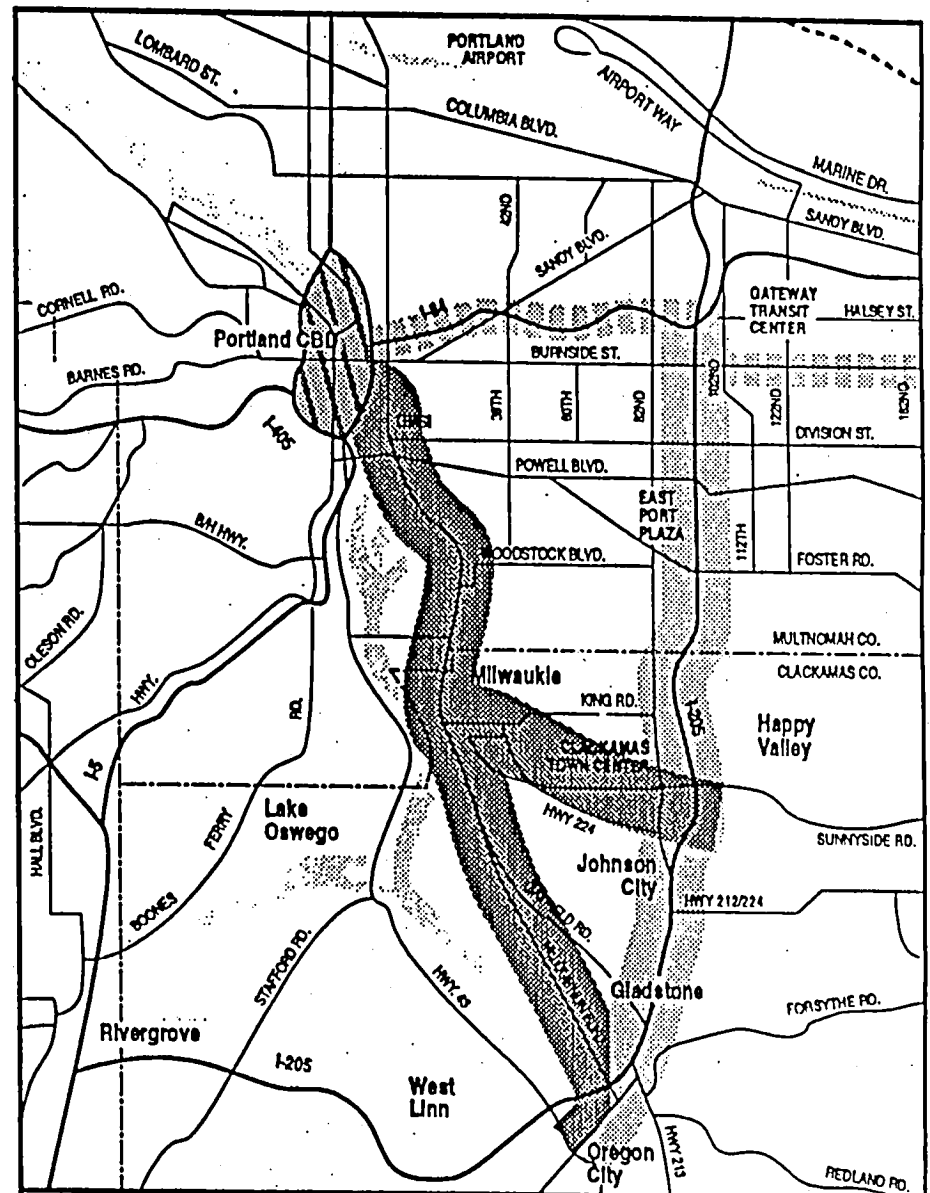 LOMBARD ST.
PORTLAND
AIRPORT
AIRPORT WAY
COLUMBIA BLVD.
MARINE DR.
SANDY BLVD.
42ND
SANDY BLVD.
CORNELL RD.
I-84
GATEWAY
TRANSIT
CENTER
HALSEY ST.
Portland CBD
BURNSIDE ST.
BARNES RD.
39TH
60TH
82ND
102ND
122ND
182ND
I-405
DIVISION ST.
POWELL BLVD.
EAST
PORT
PLAZA
B/H HWY.
WOODSTOCK BLVD.
112TH
FOSTER RD.
OLESON RD.
MULTNOMAH CO.
CLACKAMAS CO.
HWY.
RD.
Milwaukie
KING RD.
I-205
Happy
Valley
I-5
CLACKAMAS
TOWN CENTER
Lake
Oswego
HWY 224
HALL BLVD.
FERRY
SUNNYSIDE RD.
Johnson
City
BOONES
HWY 212/224
STAFFORD RD.
HWY. 43
Gladstone
FORSYTHE RD.
Rivergrove
I-205
West
Linn
Oregon
City
HWY 213
REDLAND RD.